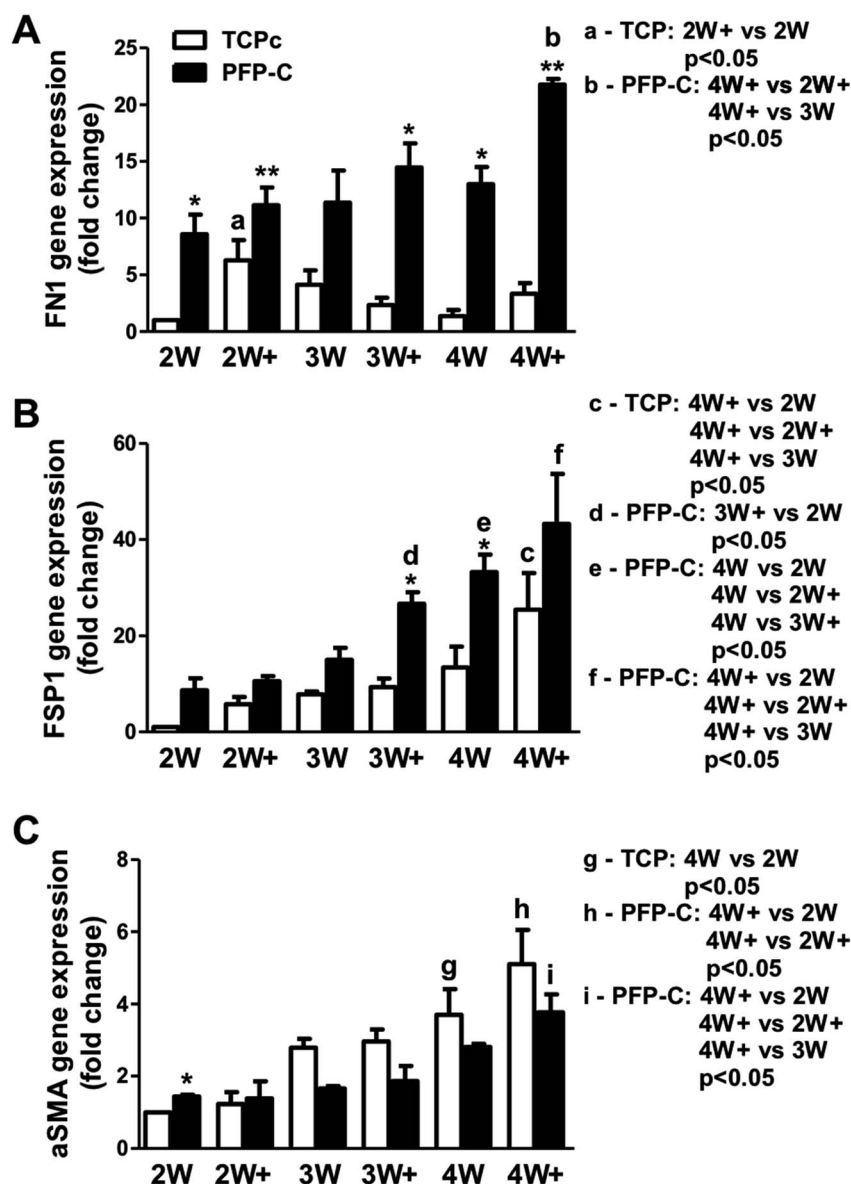 A
TCPc
PFP-C
FN1 gene expression
(fold change)
25
20
15
10
5
0
*
a
**
*
*
b
**
2W 2W+ 3W 3W+ 4W 4W+
a - TCP: 2W+ vs 2W
p<0.05
b - PFP-C: 4W+ vs 2W+
4W+ vs 3W
p<0.05
B
FSP1 gene expression
(fold change)
60
40
20
0
d
*
e
*
c
f
2W 2W+ 3W 3W+ 4W 4W+
c - TCP: 4W+ vs 2W
4W+ vs 2W+
4W+ vs 3W
p<0.05
d - PFP-C: 3W+ vs 2W
p<0.05
e - PFP-C: 4W vs 2W
4W vs 2W+
4W vs 3W+
p<0.05
f - PFP-C: 4W+ vs 2W
4W+ vs 2W+
4W+ vs 3W
p<0.05
C
aSMA gene expression
(fold change)
8
6
4
2
0
*
g
h
i
2W 2W+ 3W 3W+ 4W 4W+
g - TCP: 4W vs 2W
p<0.05
h - PFP-C: 4W+ vs 2W
4W+ vs 2W+
p<0.05
i - PFP-C: 4W+ vs 2W
4W+ vs 2W+
4W+ vs 3W
p<0.05